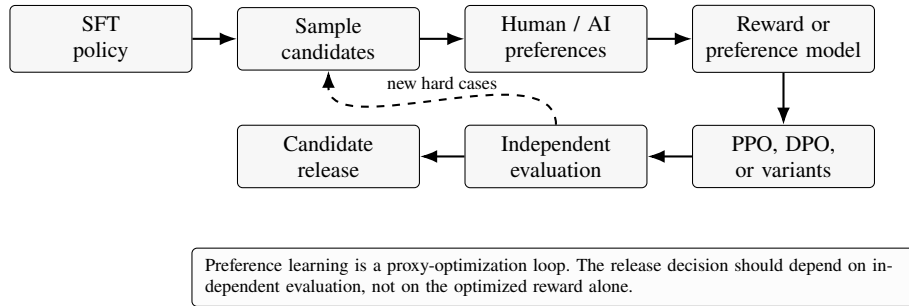 SFT
policy
Sample
candidates
Human / AI
preferences
Reward or
preference model
new hard cases
Candidate
release
Independent
evaluation
PPO, DPO,
or variants
Preference learning is a proxy-optimization loop. The release decision should depend on in-
dependent evaluation, not on the optimized reward alone.